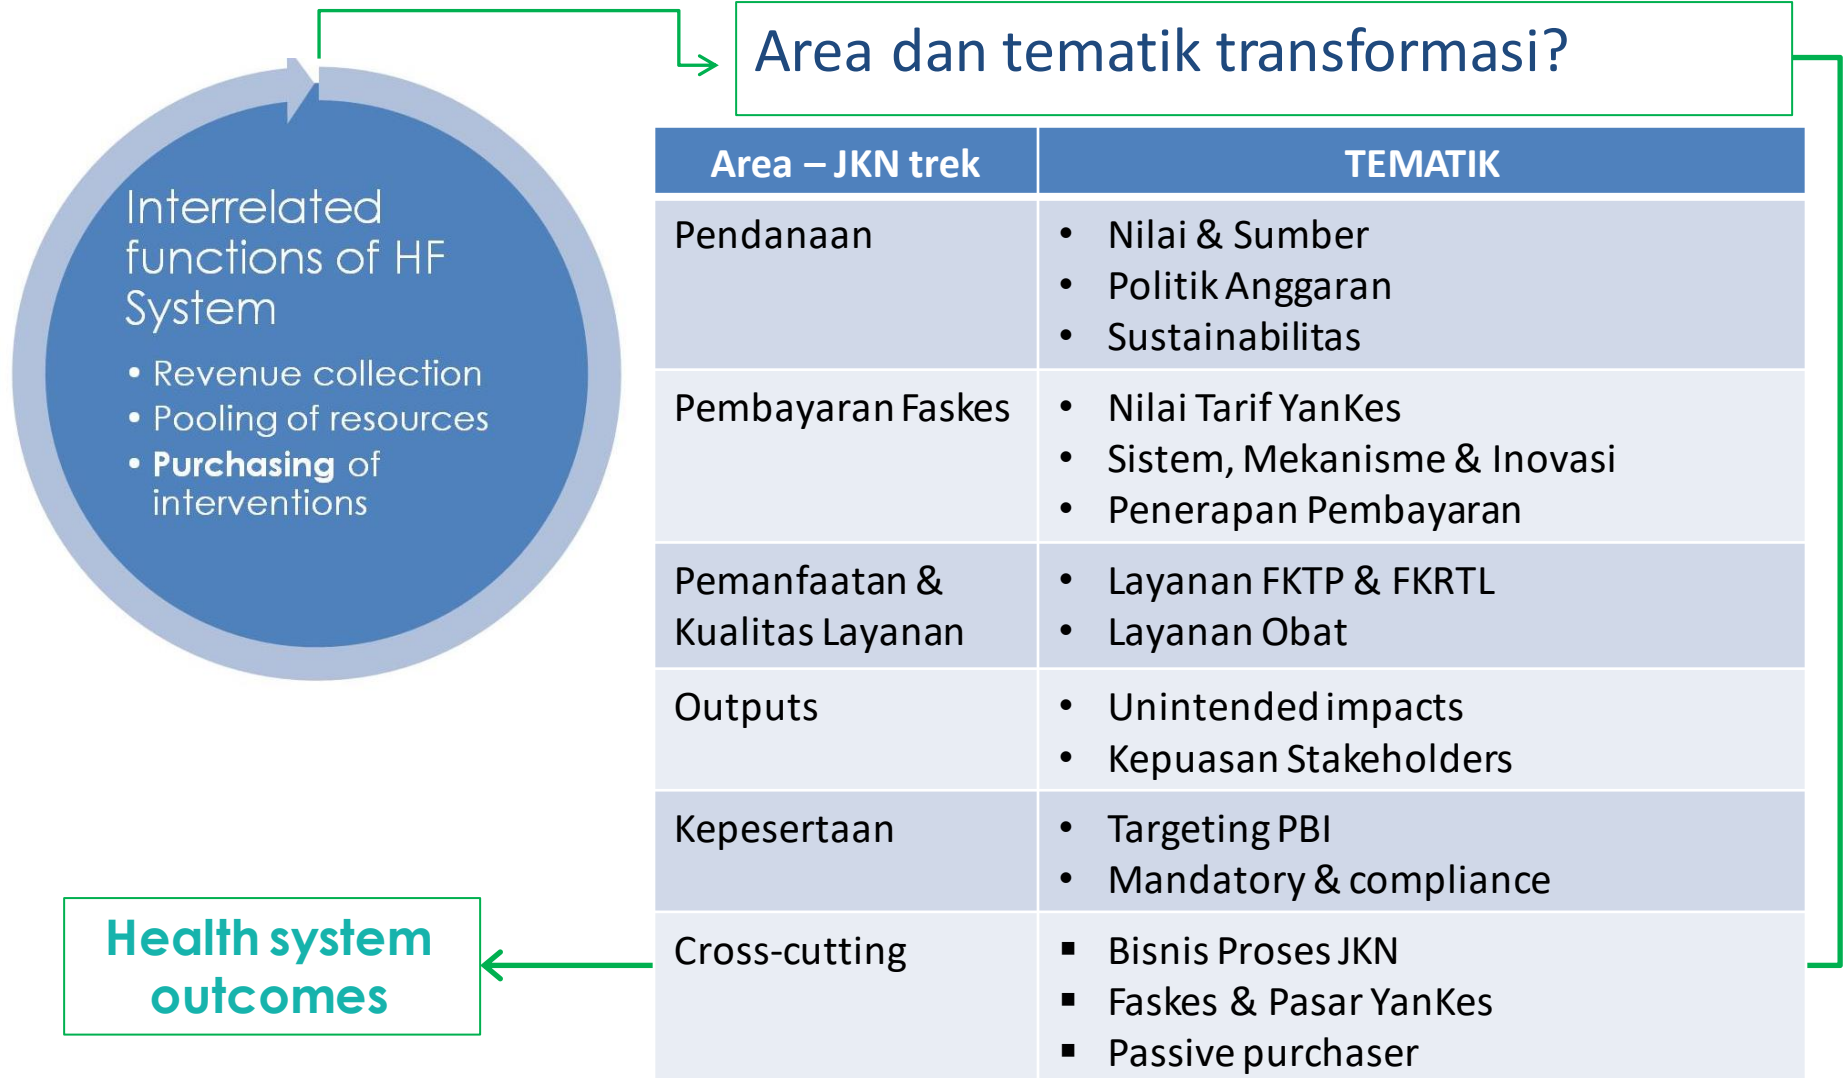 Area dan tematik transformasi?
Interrelated
functions of HF
System
• Revenue collection
• Pooling of resources
• Purchasing of
interventions
Area – JKN trek
TEMATIK
Pendanaan
• Nilai & Sumber
• Politik Anggaran
• Sustainabilitas
Pembayaran Faskes
• Nilai Tarif YanKes
• Sistem, Mekanisme & Inovasi
• Penerapan Pembayaran
Pemanfaatan &
Kualitas Layanan
• Layanan FKTP & FKRTL
• Layanan Obat
Outputs
• Unintended impacts
• Kepuasan Stakeholders
Kepesertaan
• Targeting PBI
• Mandatory & compliance
Cross-cutting
▪ Bisnis Proses JKN
▪ Faskes & Pasar YanKes
▪ Passive purchaser
Health system
outcomes